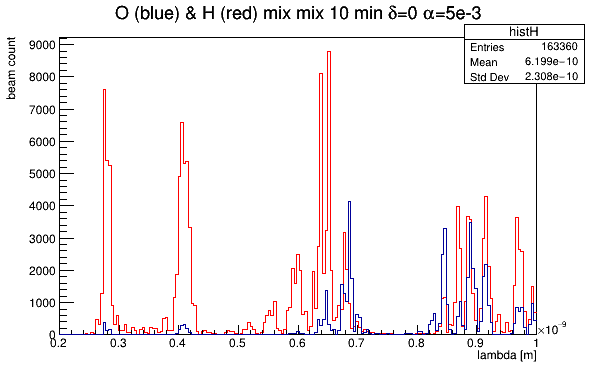 O (blue) & H (red) mix mix 10 min δ=0 α=5e-3
histH
Entries 163360
Mean 6.199e-10
Std Dev 2.308e-10
beam count
9000
8000
7000
6000
5000
4000
3000
2000
1000
0
0.2 0.3 0.4 0.5 0.6 0.7 0.8 0.9 1
×10⁻⁹
lambda [m]